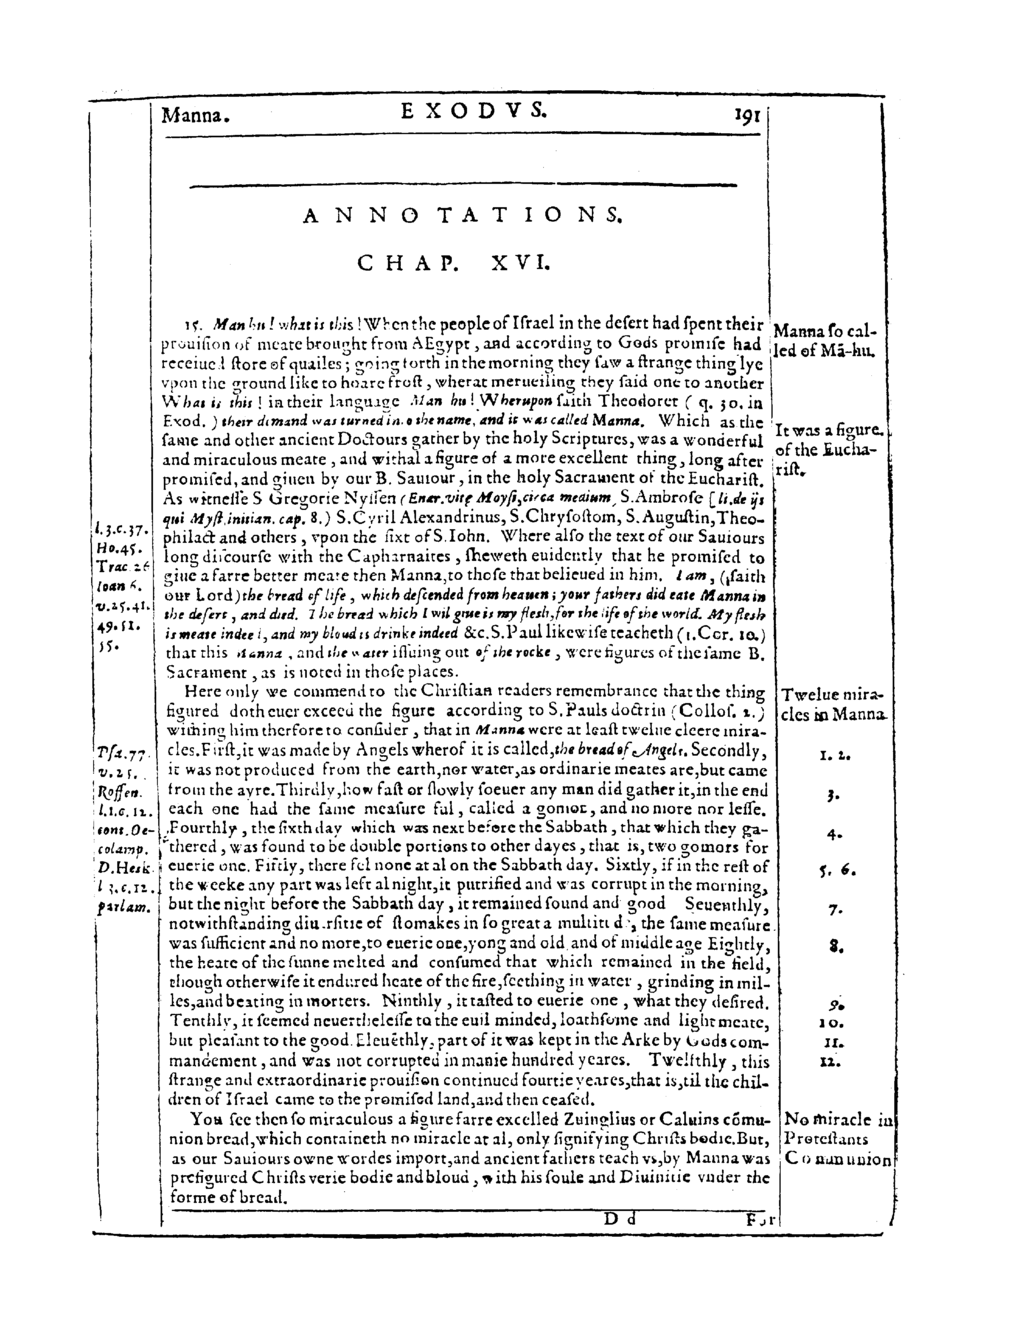 Manna. EXODVS. 191
ANNOTATIONS.
CHAP. XVI.
15. Man hu! what is this! When the people of Israel in the desert had spent their
prouision of meate brought from AEgypt, and according to Gods promise had
receiued store of quailes; going forth in the morning they saw a strange thing lye
vpon the ground like to hoare frost, wherat merueiling they said one to another
What is this! in their language Man hu! Wherupon saith Theodoret (q. 30. in
Exod.) their demand was turned into the name, and it was called Manna. Which as the
same and other ancient Doctours gather by the holy Scriptures, was a wonderful
and miraculous meate, and withal a figure of a more excellent thing, long after
promised, and giuen by our B. Sauiour, in the holy Sacrament of the Eucharist.
As witnesse S Gregorie Nyssen (Enar. vitę Moysi, circa medium, S. Ambrose [li. de ijs
qui Myst. initian. cap. 8.) S. Cyril Alexandrinus, S. Chrysostom, S. Augustin, Theo-
philact and others, vpon the sixt of S. Iohn. Where also the text of our Sauiours
long discourse with the Capharnaites, sheweth euidently that he promised to
giue a farre better meate then Manna, to those that belieued in him. I am, (saith
our Lord) the bread of life, which descended from heauen; your fathers did eate Manna in
the desert, and died. The bread which I wil giue is my flesh, for the life of the world. My flesh
is meate indeed, and my bloud is drinke indeed &c. S. Paul likewise teacheth (1. Cor. 10.)
that this Manna, and the water issuing out of the rocke, were figures of the same B.
Sacrament, as is noted in those places.
Here only we commend to the Christian readers remembrance that the thing
figured doth euer exceed the figure according to S. Pauls doctrin (Collos. 2.)
wishing him therfore to consider, that in Manna were at least twelue cleere mira-
cles. First, it was made by Angels wherof it is called, the bread of Angels. Secondly,
it was not produced from the earth, nor water, as ordinarie meates are, but came
from the ayre. Thirdly, how fast or slowly soeuer any man did gather it, in the end
each one had the same measure ful, called a gomor, and no more nor lesse.
Fourthly, the sixth day which was next before the Sabbath, that which they ga-
thered, was found to be double portions to other dayes, that is, two gomors for
euerie one. Fiftly, there fel none at al on the Sabbath day. Sixtly, if in the rest of
the weeke any part was left al night, it putrified and was corrupt in the morning,
but the night before the Sabbath day, it remained sound and good Seuenthly,
notwithstanding diuersitie of stomakes in so great a multitude, the same measure
was sufficient and no more, to euerie one, yong and old, and of middle age Eightly,
the heate of the sunne melted and consumed that which remained in the field,
though otherwise it endured heate of the fire, seething in water, grinding in mil-
les, and beating in morters. Ninthly, it tasted to euerie one, what they desired.
Tenthly, it seemed neuerthelesse to the euil minded, loathsome and light meate,
but pleasant to the good. Eleuēthly, part of it was kept in the Arke by Gods com-
mandement, and was not corrupted in manie hundred yeares. Twelfthly, this
strange and extraordinarie prouision continued fourtie yeares, that is, til the chil-
dren of Israel came to the promised land, and then ceased.
You see then so miraculous a figure farre excelled Zuinglius or Caluins cōmu-
nion bread, which containeth no miracle at al, only signifying Christs bodie. But,
as our Sauiours owne wordes import, and ancient fathers teach vs, by Manna was
prefigured Christs verie bodie and bloud, with his soule and Diuinitie vnder the
forme of bread.
D d For
l. 3. c. 37.
Ho. 45.
Trac 26
Ioan 6.
v. 25. 41.
49. 51.
55.
Psa. 77.
v. 25.
Roffen.
l. 1. c. 12.
cont. Oe-
colamp.
D. Hesk.
l 3. c. 12.
parlam.
Manna so cal-
led of Mā-hu.
It was a figure
of the Eucha-
rist.
Twelue mira-
cles in Manna
1. 2.
3.
4.
5. 6.
7.
8.
9.
10.
11.
12.
No miracle in
Protestants
Communion